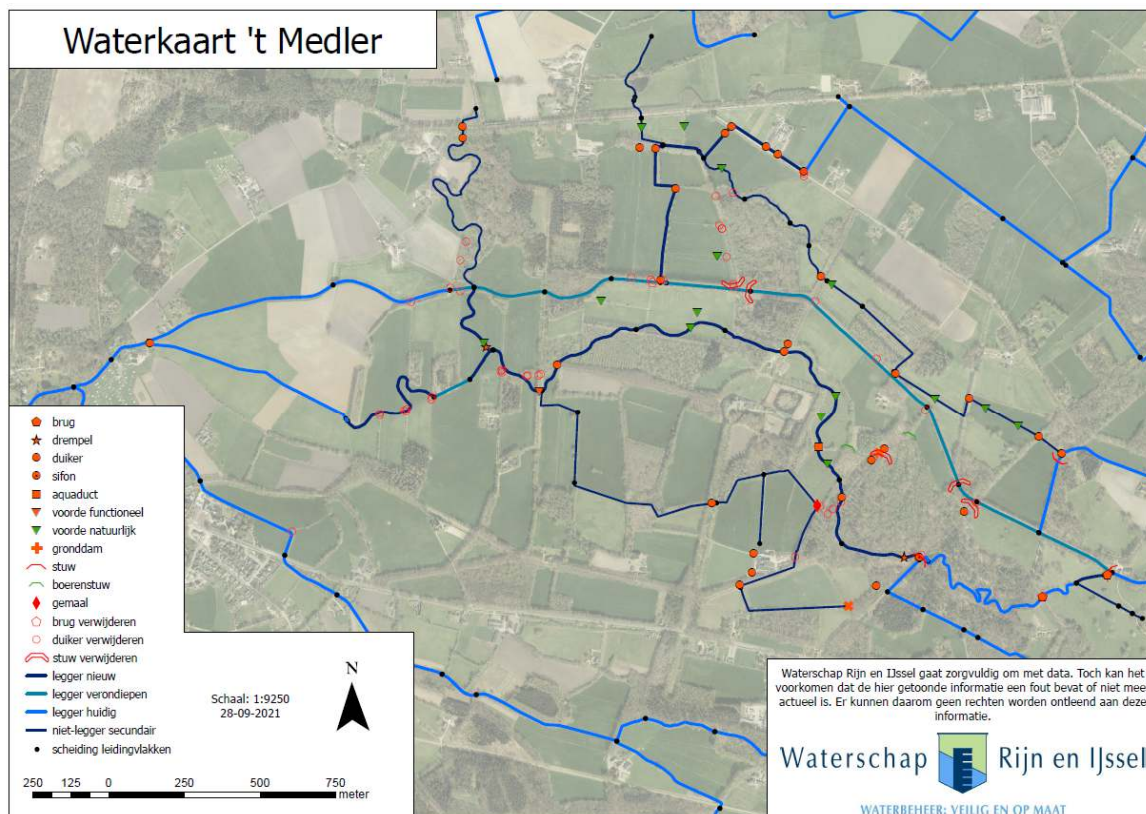 Waterkaart 't Medler
brug
drempel
duiker
sifon
aquaduct
voorde functioneel
voorde natuurlijk
gronddam
stuw
boerenstuw
gemaal
brug verwijderen
duiker verwijderen
stuw verwijderen
legger nieuw
legger verondiepen
legger huidig
niet-legger secundair
scheiding leidingvlakken
Schaal: 1:9250
28-09-2021
N
250 125 0 250 500 750
meter
Waterschap Rijn en IJssel gaat zorgvuldig om met data. Toch kan het
voorkomen dat de hier getoonde informatie een fout bevat of niet meer
actueel is. Er kunnen daarom geen rechten worden ontleend aan deze
informatie.
Waterschap Rijn en IJssel
WATERBEHEER: VEILIG EN OP MAAT